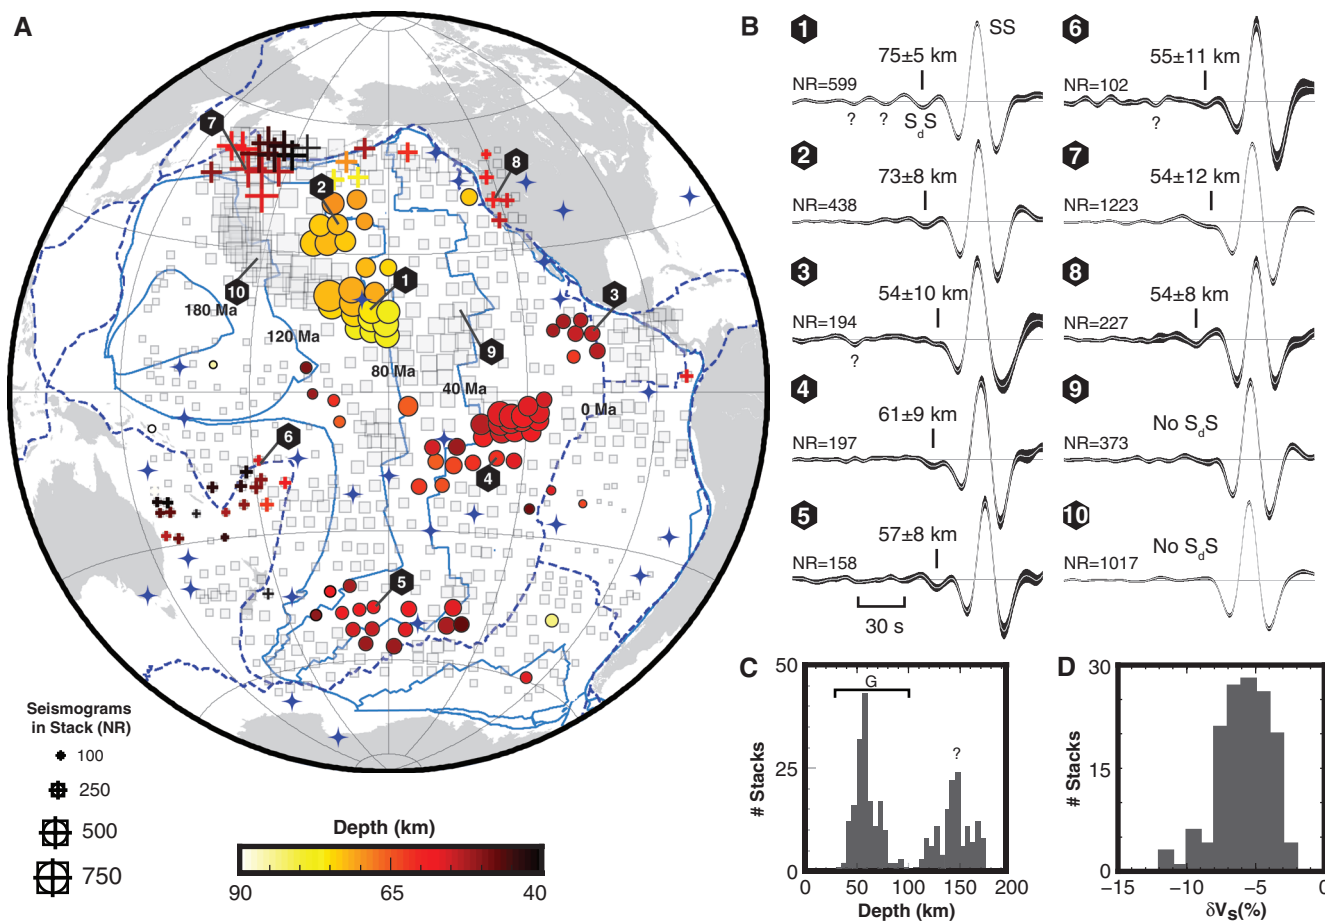 A
7
8
2
1
10
3
180 Ma
120 Ma
9
80 Ma
40 Ma
0 Ma
6
4
5
Seismograms
in Stack (NR)
100
250
500
750
Depth (km)
90
65
40
B
1
SS
75±5 km
NR=599
?
?
SdS
2
73±8 km
NR=438
3
54±10 km
NR=194
?
4
61±9 km
NR=197
5
57±8 km
NR=158
30 s
6
55±11 km
NR=102
?
7
54±12 km
NR=1223
8
54±8 km
NR=227
9
No SdS
NR=373
10
No SdS
NR=1017
C
50
25
0
# Stacks
G
?
0
50
100
150
200
Depth (km)
D
30
15
0
# Stacks
−15
−10
−5
0
δVS(%)